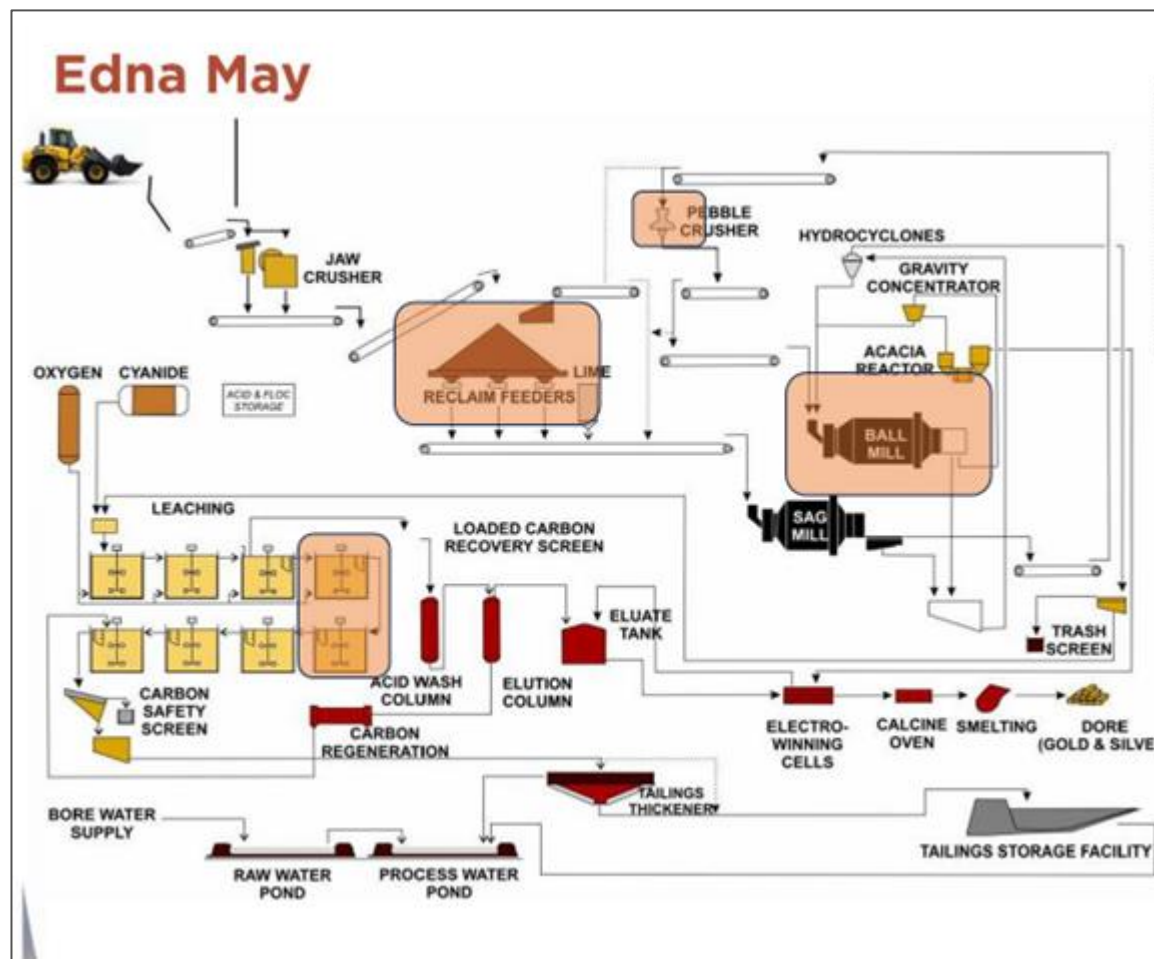 Edna May
JAW
CRUSHER
PEBBLE
CRUSHER
HYDROCYCLONES
GRAVITY
CONCENTRATOR
ACACIA
REACTOR
OXYGEN
CYANIDE
ACID & FLOC
STORAGE
LIME
RECLAIM FEEDERS
BALL
MILL
SAG
MILL
LEACHING
LOADED CARBON
RECOVERY SCREEN
ELUATE
TANK
TRASH
SCREEN
ACID WASH
COLUMN
ELUTION
COLUMN
CARBON
SAFETY
SCREEN
CARBON
REGENERATION
ELECTRO-
WINNING
CELLS
CALCINE
OVEN
SMELTING
DORE
(GOLD & SILVE
TAILINGS
THICKENER
BORE WATER
SUPPLY
RAW WATER
POND
PROCESS WATER
POND
TAILINGS STORAGE FACILITY